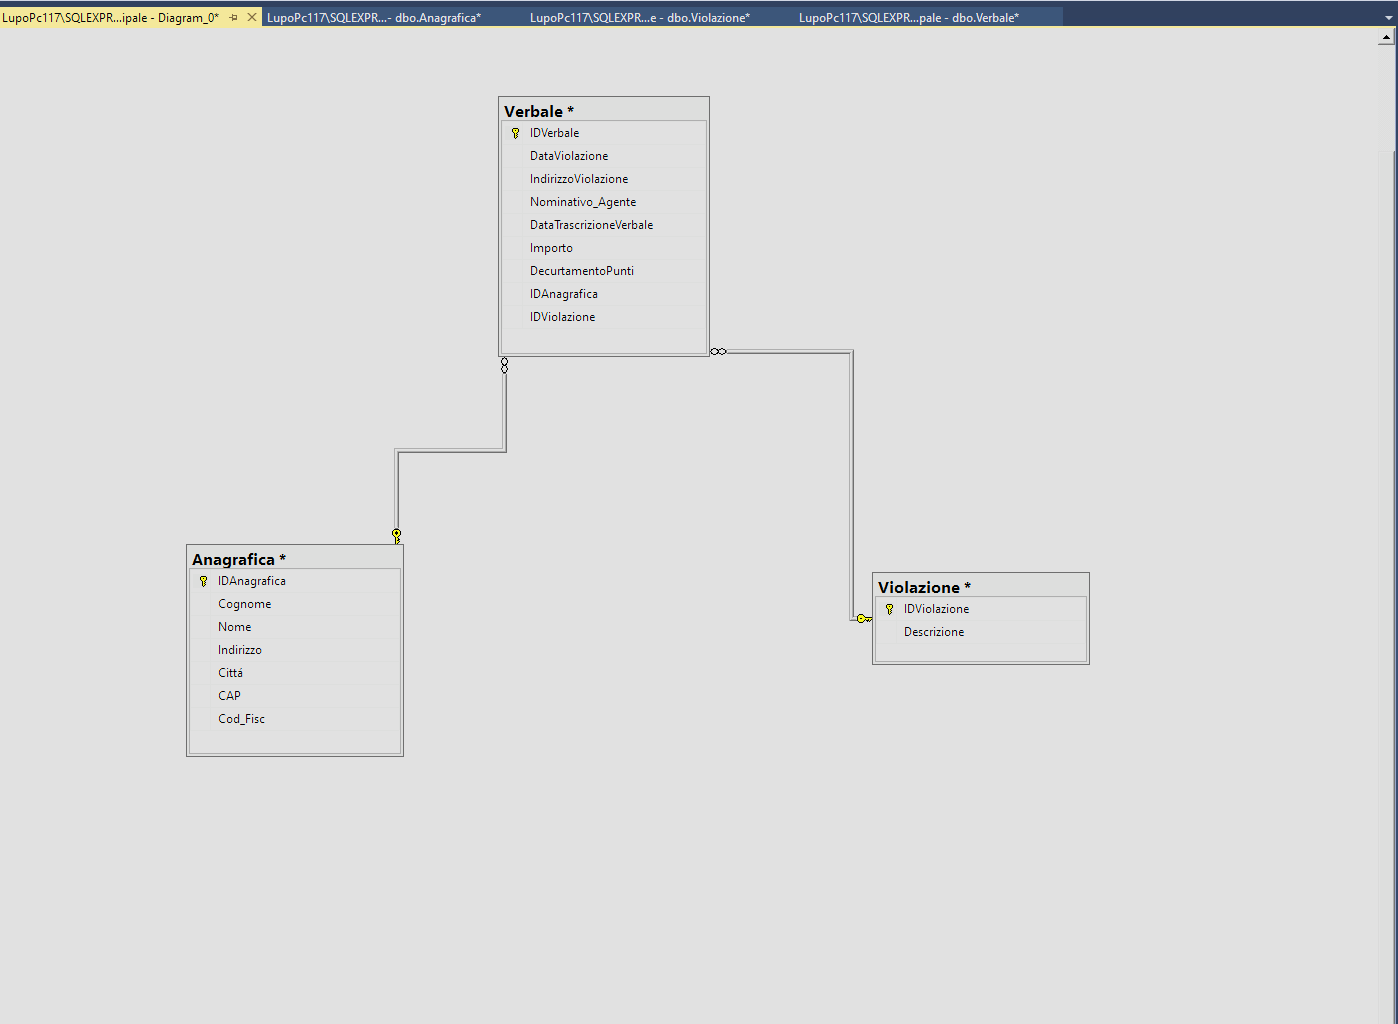 LupoPc117\SQLEXPR...ipale - Diagram_0*
LupoPc117\SQLEXPR...- dbo.Anagrafica*
LupoPc117\SQLEXPR...e - dbo.Violazione*
LupoPc117\SQLEXPR...pale - dbo.Verbale*
Verbale *
IDVerbale
DataViolazione
IndirizzoViolazione
Nominativo_Agente
DataTrascrizioneVerbale
Importo
DecurtamentoPunti
IDAnagrafica
IDViolazione
Anagrafica *
IDAnagrafica
Cognome
Nome
Indirizzo
Cittá
CAP
Cod_Fisc
Violazione *
IDViolazione
Descrizione